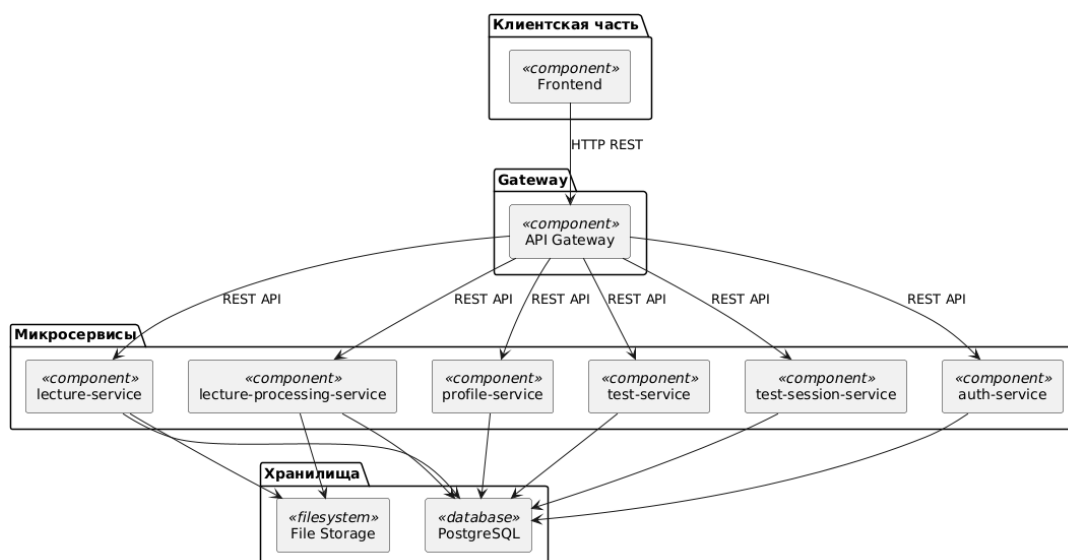 Клиентская часть
«component»
Frontend
HTTP REST
Gateway
«component»
API Gateway
REST API
REST API
REST API
REST API
REST API
REST API
Микросервисы
«component»
lecture-service
«component»
lecture-processing-service
«component»
profile-service
«component»
test-service
«component»
test-session-service
«component»
auth-service
Хранилища
«filesystem»
File Storage
«database»
PostgreSQL